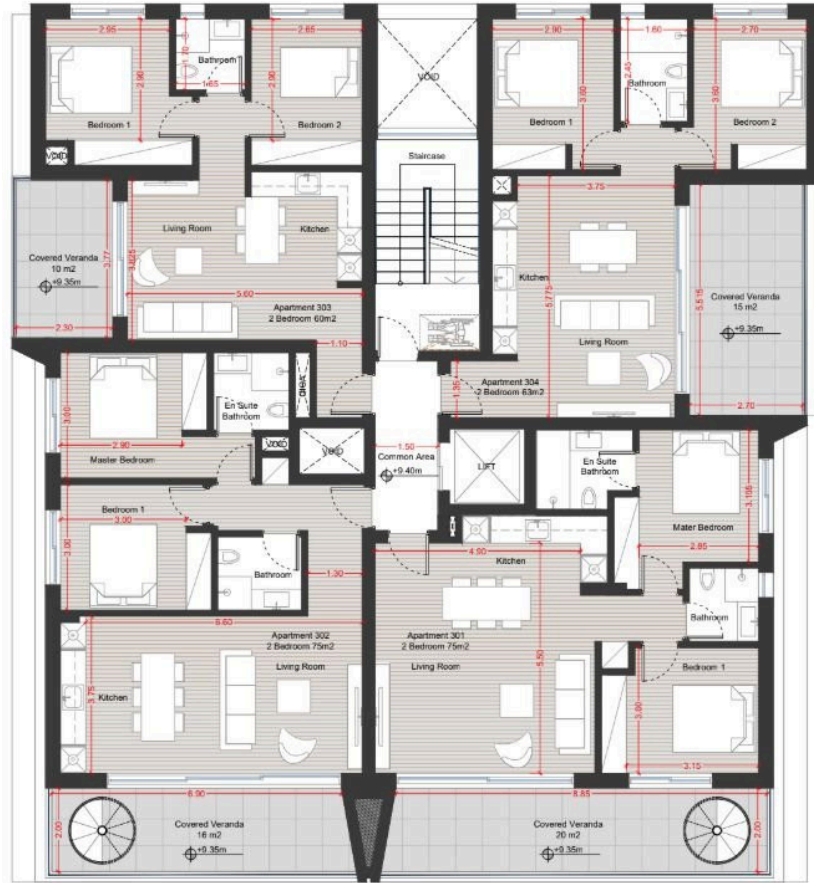 2.95
1.70
Bathroom
1.65
2.65
2.90
2.90
Bedroom 1
Bedroom 2
VOID
VOID
Staircase
2.90
1.60
2.70
2.45
Bathroom
3.60
3.60
Bedroom 1
Bedroom 2
Living Room
Kitchen
Covered Veranda
10 m2
+9.35m
3.77
3.625
2.30
5.60
Apartment 303
2 Bedroom 60m2
1.10
3.75
Kitchen
5.775
Living Room
5.515
Covered Veranda
15 m2
+9.35m
2.70
1.35
Apartment 304
2 Bedroom 63m2
3.00
En Suite
Bathroom
VOID
2.90
Master Bedroom
VOID
VOID
1.50
Common Area
+9.40m
LIFT
En Suite
Bathroom
3.195
Mater Bedroom
2.85
Bedroom 1
3.00
3.00
Bathroom
1.30
4.90
Kitchen
Bathroom
6.60
Apartment 302
2 Bedroom 75m2
Living Room
3.75
Kitchen
Apartment 301
2 Bedroom 75m2
Living Room
5.50
Bedroom 1
3.00
3.15
6.90
2.00
Covered Veranda
16 m2
+9.35m
8.85
2.00
Covered Veranda
20 m2
+9.35m